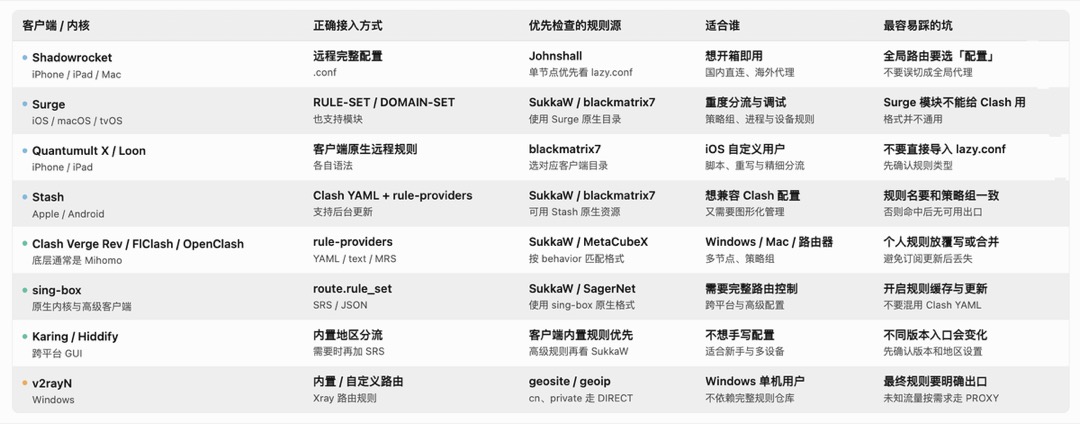 客户端 / 内核 正确接入方式 优先检查的规则源 适合谁 最容易踩的坑
Shadowrocket 远程完整配置 Johnshall 想开箱即用 全局路由要选「配置」
iPhone / iPad / Mac .conf 单节点优先看 lazy.conf 国内直连、海外代理 不要误切成全局代理
Surge RULE-SET / DOMAIN-SET SukkaW / blackmatrix7 重度分流与调试 Surge 模块不能给 Clash 用
iOS / macOS / tvOS 也支持模块 使用 Surge 原生目录 策略组、进程与设备规则 格式并不通用
Quantumult X / Loon 客户端原生远程规则 blackmatrix7 iOS 自定义用户 不要直接导入 lazy.conf
iPhone / iPad 各自语法 选对应客户端目录 脚本、重写与精细分流 先确认规则类型
Stash Clash YAML + rule-providers SukkaW / blackmatrix7 想兼容 Clash 配置 规则名要和策略组一致
Apple / Android 支持后台更新 可用 Stash 原生资源 又需要图形化管理 否则命中后无可用出口
Clash Verge Rev / FlClash / OpenClash rule-providers SukkaW / MetaCubeX Windows / Mac / 路由器 个人规则放覆写或合并
底层通常是 Mihomo YAML / text / MRS 按 behavior 匹配格式 多节点、策略组 避免订阅更新后丢失
sing-box route.rule_set SukkaW / SagerNet 需要完整路由控制 开启规则缓存与更新
原生内核与高级客户端 SRS / JSON 使用 sing-box 原生格式 跨平台与高级配置 不要混用 Clash YAML
Karing / Hiddify 内置地区分流 客户端内置规则优先 不想手写配置 不同版本入口会变化
跨平台 GUI 需要时再加 SRS 高级规则再看 SukkaW 适合新手与多设备 先确认版本和地区设置
v2rayN 内置 / 自定义路由 geosite / geoip Windows 单机用户 最终规则要明确出口
Windows Xray 路由规则 cn、private 走 DIRECT 不依赖完整规则仓库 未知流量按需求走 PROXY